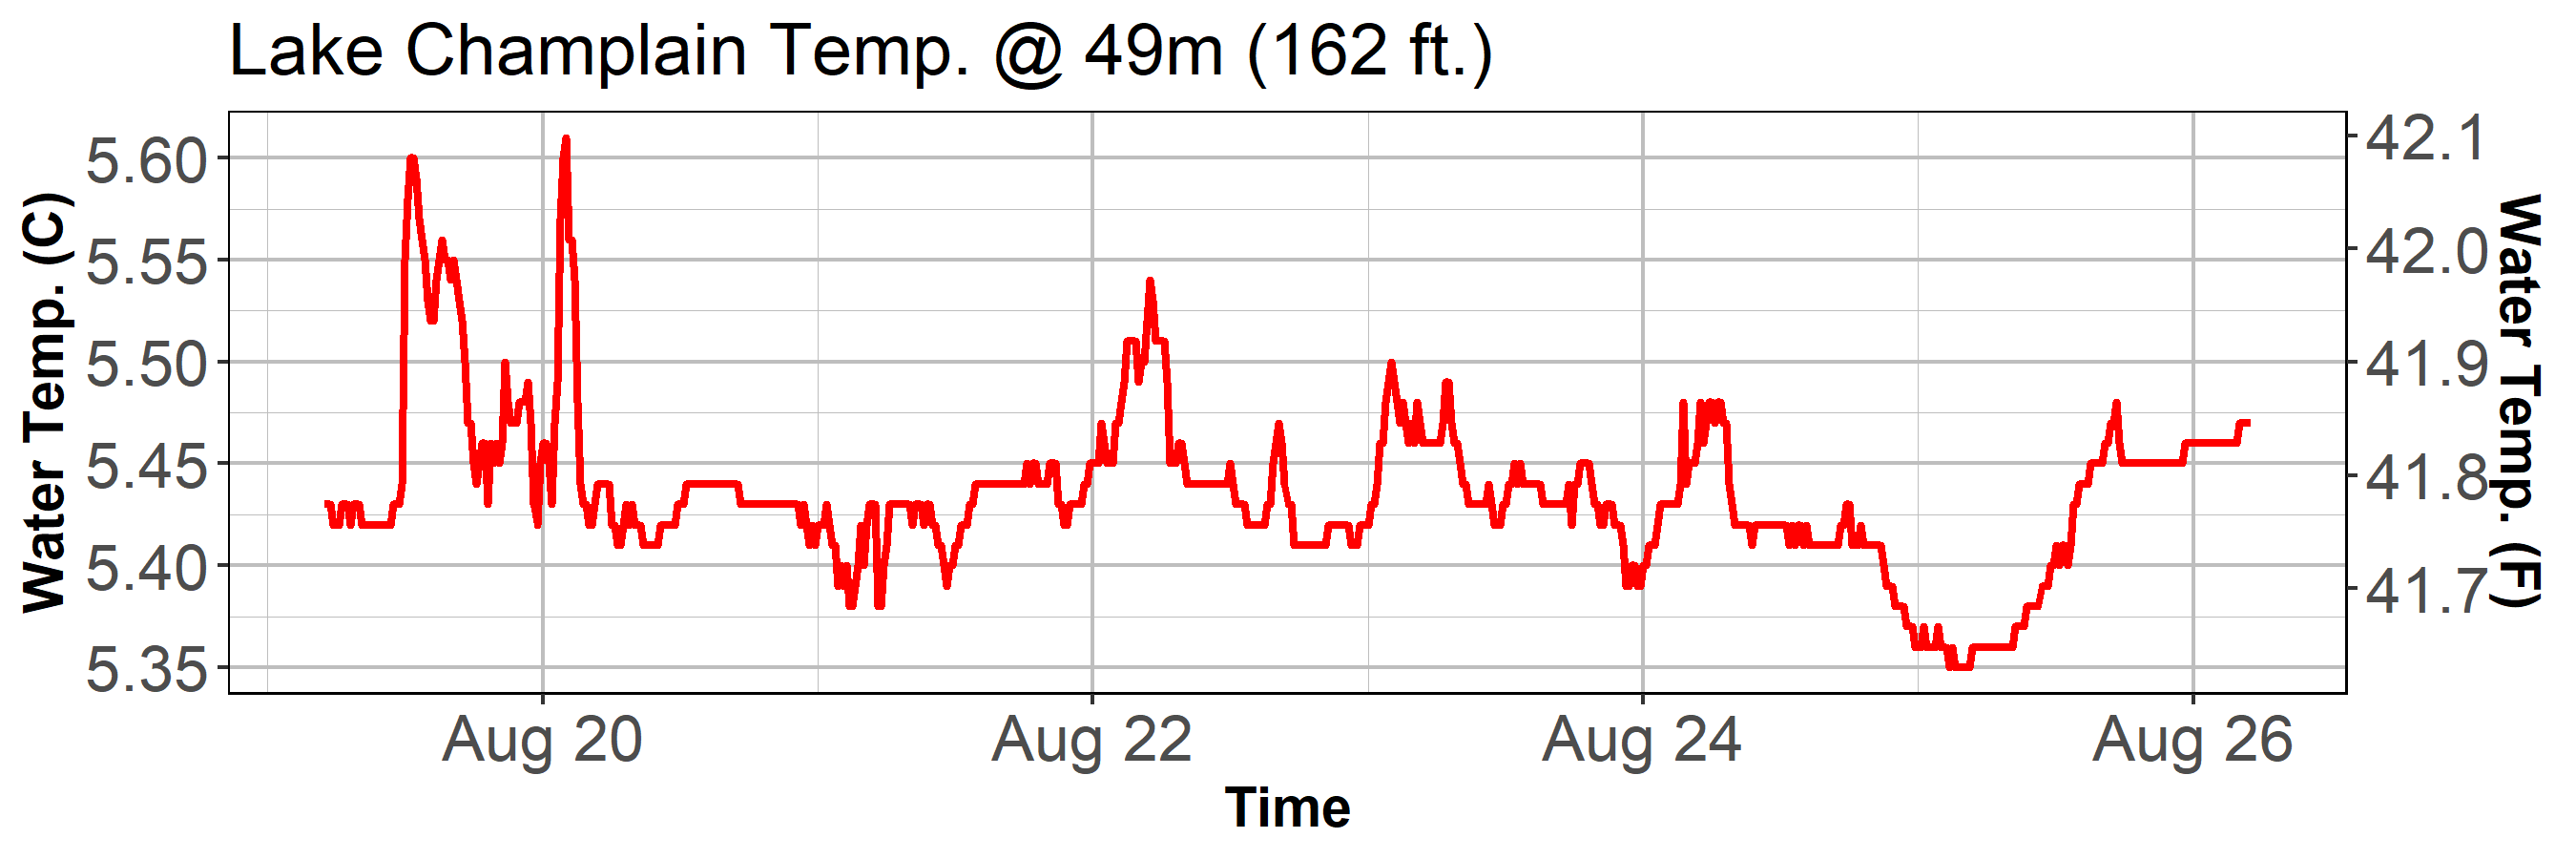 Lake Champlain Temp. @ 49m (162 ft.)
Water Temp. (C)
5.60
5.55
5.50
5.45
5.40
5.35
42.1
42.0
41.9
41.8
41.7
Water Temp. (F)
Aug 20 Aug 22 Aug 24 Aug 26
Time